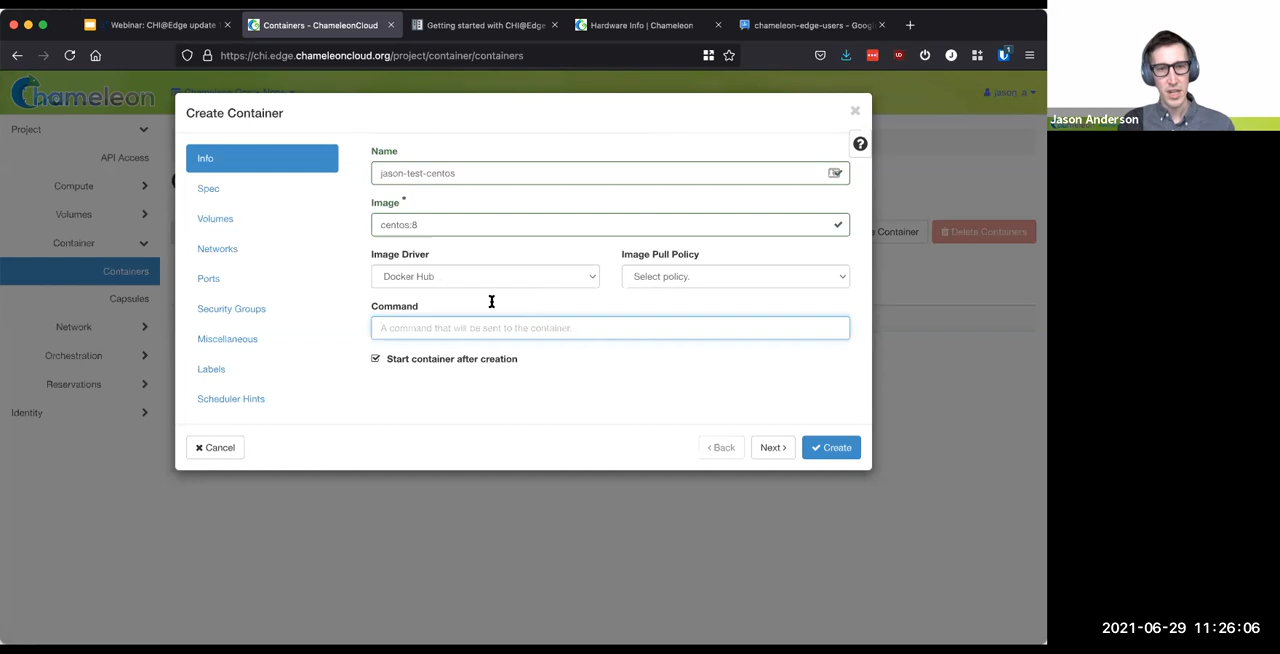 Webinar: CHI@Edge update
Containers - ChameleonCloud
Getting started with CHI@Edge
Hardware Info | Chameleon
chameleon-edge-users - Goog
https://chi.edge.chameleoncloud.org/project/container/containers
Chameleon
jason_a
Jason Anderson
Project
API Access
Compute
Volumes
Container
Containers
Capsules
Network
Orchestration
Reservations
Identity
Container
Delete Containers
Create Container
Info
Spec
Volumes
Networks
Ports
Security Groups
Miscellaneous
Labels
Scheduler Hints
Name
jason-test-centos
Image *
centos:8
Image Driver
Image Pull Policy
Docker Hub
Select policy.
Command
A command that will be sent to the container.
Start container after creation
Cancel
Back
Next
Create
2021-06-29 11:26:06